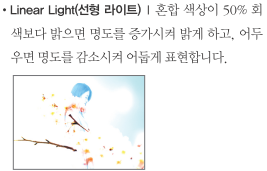 • Linear Light(선형 라이트) | 혼합 색상이 50% 회
색보다 밝으면 명도를 증가시켜 밝게 하고, 어두
우면 명도를 감소시켜 어둡게 표현합니다.